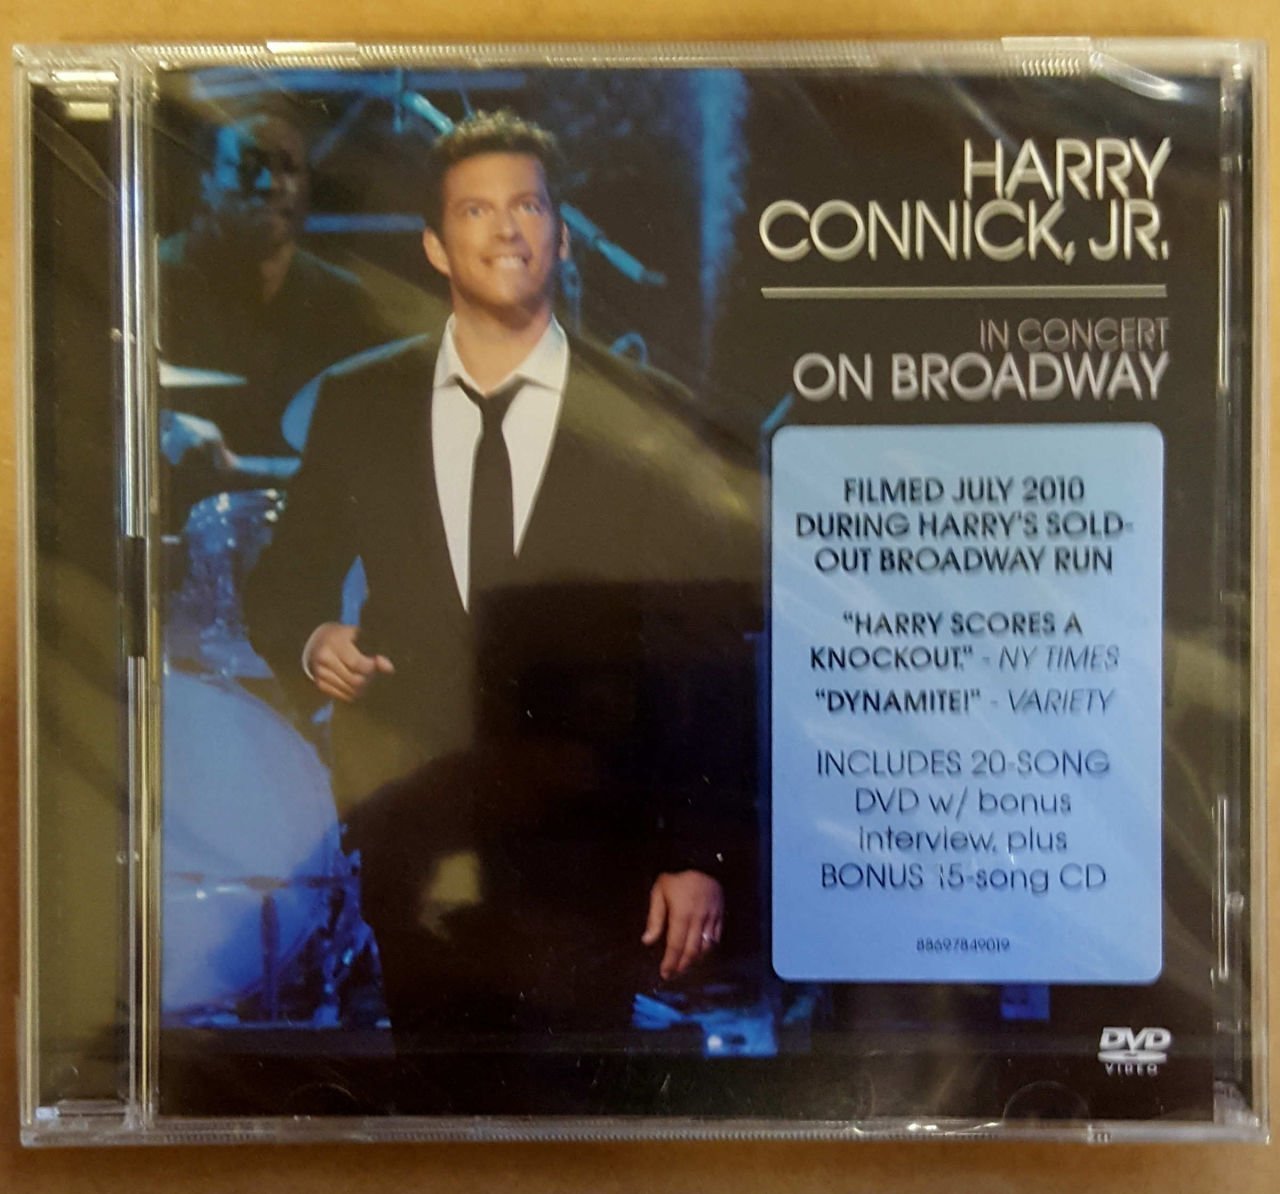 HARRY
CONNICK, JR.
IN CONCERT
ON BROADWAY
FILMED JULY 2010
DURING HARRY'S SOLD-
OUT BROADWAY RUN
"HARRY SCORES A
KNOCKOUT." - NY TIMES
"DYNAMITE!" - VARIETY
INCLUDES 20-SONG
DVD w/ bonus
interview, plus
BONUS 15-song CD
88697849019
DVD
VIDEO